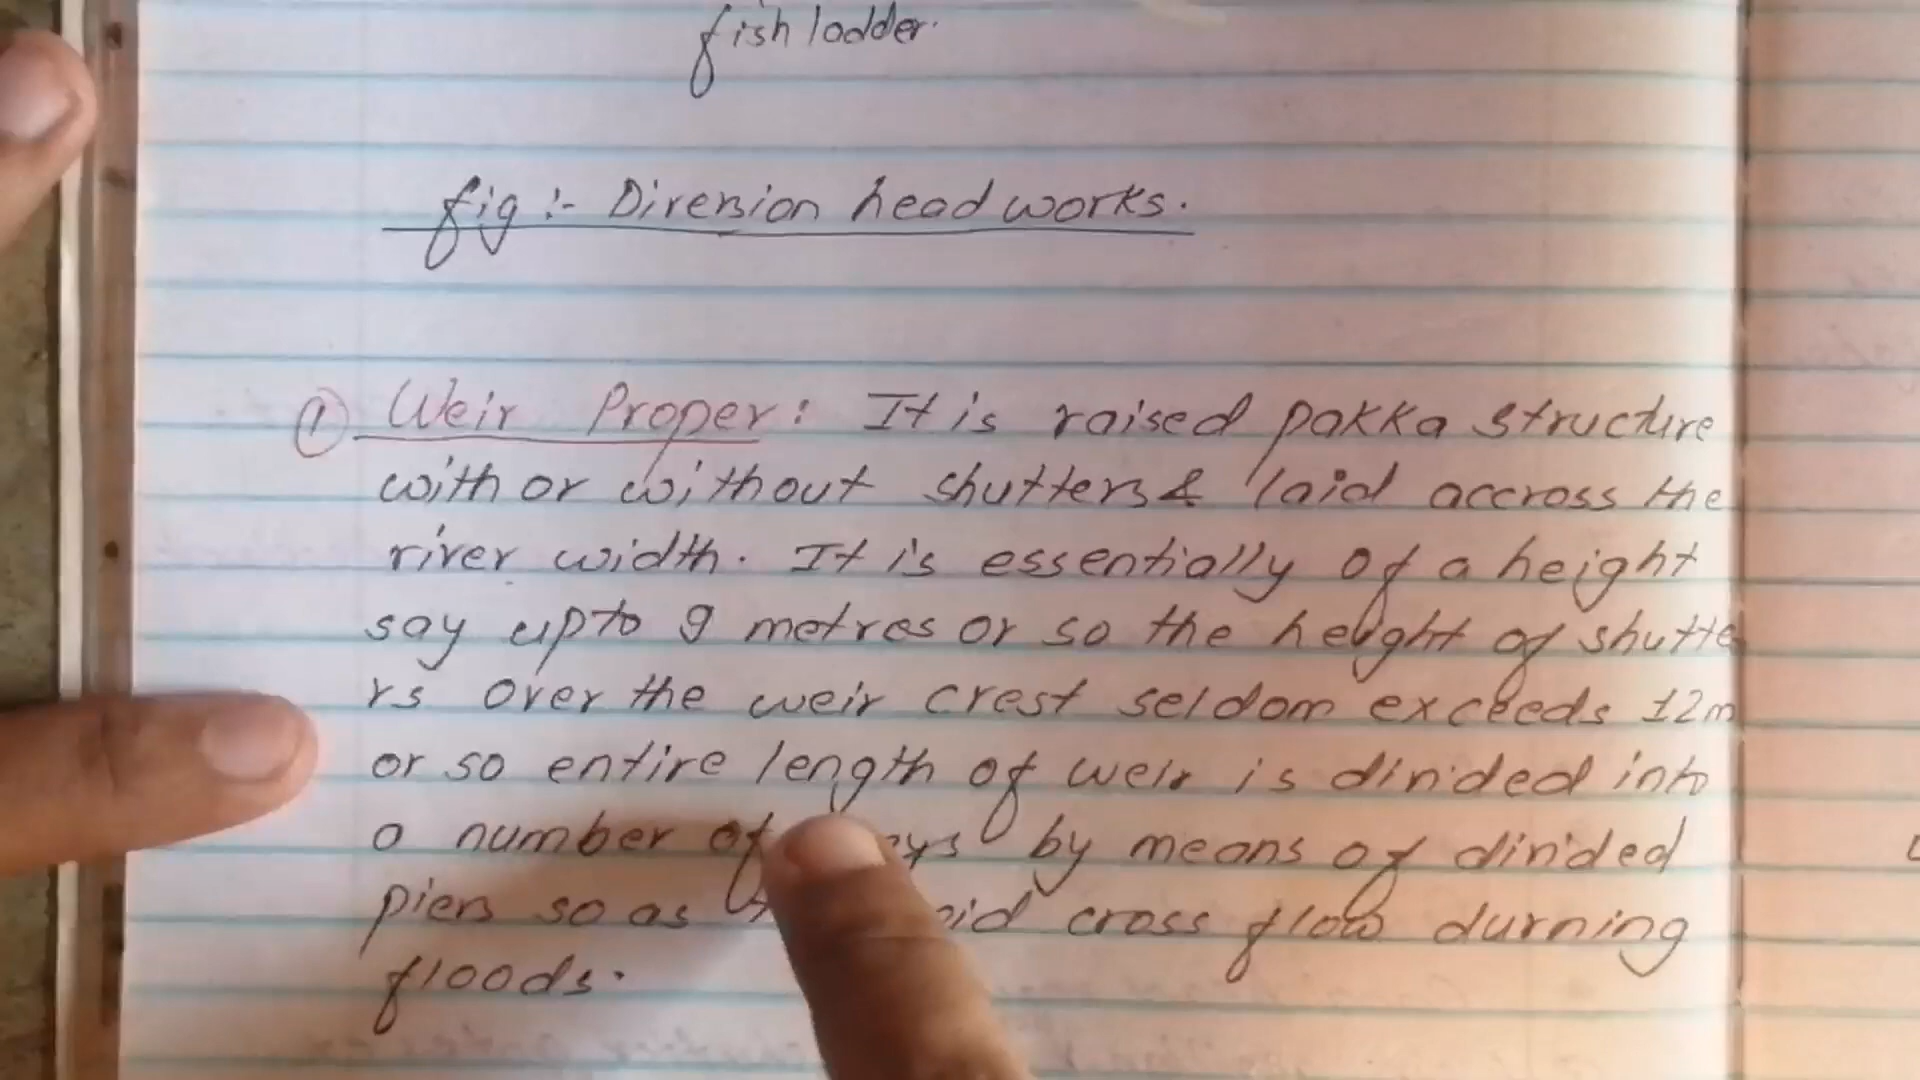 fish ladder.
fig :- Diversion head works.
① Weir Proper: It is raised pakka structure
with or without shutters & laid accross the
river width. It is essentially of a height
say upto 9 metres or so the height of shutte
rs over the weir crest seldom exceeds 12m
or so entire length of weir is divided into
a number of by means of divided
piers so as cross flow durning
floods.